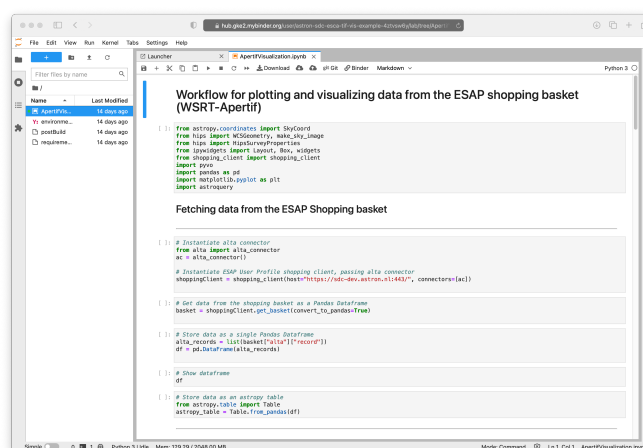 hub.gke2.mybinder.org/user/astron-sdc-esca-tif-vis-example-4ztvsw6y/lab/tree/Apert
File Edit View Run Kernel Tab
Tabs Settings Help
Launcher
ApertifVisualization.ipynb
Download
Git
Binder
Markdown
Python 3
Filter files by name
/
Name
Last Modified
ApertifVis... 14 days ago
environme... 14 days ago
postBuild 14 days ago
requireme... 14 days ago
Workflow for plotting and visualizing data from the ESAP shopping basket
(WSRT-Apertif)
[ ]: from astropy.coordinates import SkyCoord
from hips import WCSGeometry, make_sky_image
from hips import HipsSurveyProperties
from ipywidgets import Layout, Box, widgets
from shopping_client import shopping_client
import pyvo
import pandas as pd
import matplotlib.pyplot as plt
import astroquery
Fetching data from the ESAP Shopping basket
[ ]: # Instantiate alta connector
from alta import alta_connector
ac = alta_connector()
# Instantiate ESAP User Profile shopping client, passing alta connector
shoppingClient = shopping_client(host="https://sdc-dev.astron.nl:443/", connectors=[ac])
[ ]: # Get data from the shopping basket as a Pandas Dataframe
basket = shoppingClient.get_basket(convert_to_pandas=True)
[ ]: # Store data as a single Pandas Dataframe
alta_records = list(basket["alta"]["record"])
df = pd.DataFrame(alta_records)
[ ]: # Show dataframe
df
[ ]: # Store data as an astropy table
from astropy.table import Table
astropy_table = Table.from_pandas(df)
Simple 0 1 Python 3 | Idle Mem: 129.29 / 2048.00 MB
Mode: Command Ln 1, Col 1 ApertifVisualization.ipynb